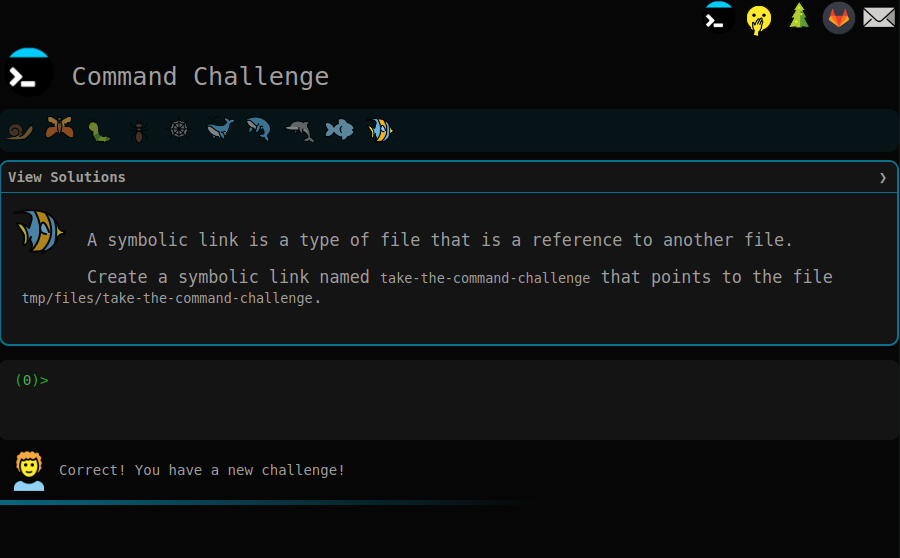 Command Challenge
View Solutions ❯
A symbolic link is a type of file that is a reference to another file.
Create a symbolic link named take-the-command-challenge that points to the file
tmp/files/take-the-command-challenge.
(0)>
Correct! You have a new challenge!